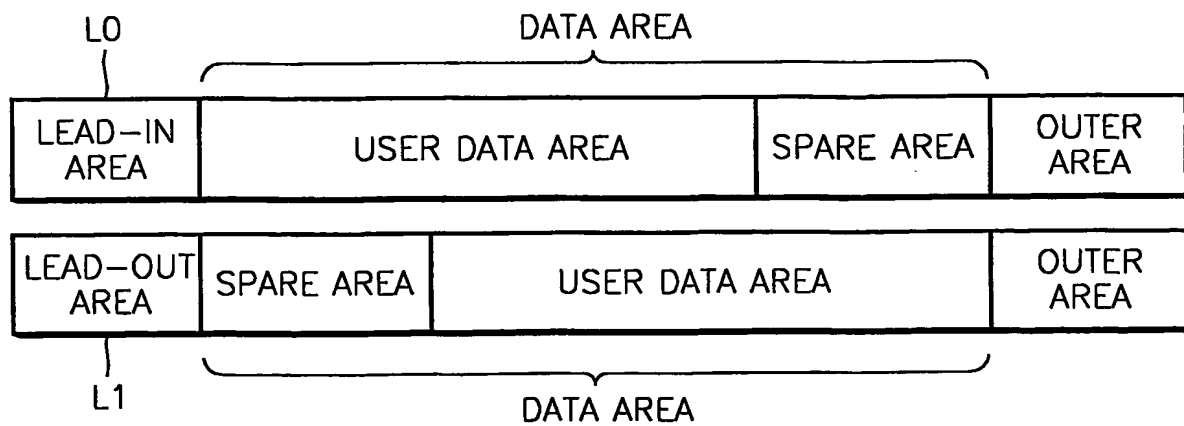 L0
DATA AREA
LEAD-IN
AREA
USER DATA AREA
SPARE AREA
OUTER
AREA
LEAD-OUT
AREA
SPARE AREA
USER DATA AREA
OUTER
AREA
L1
DATA AREA